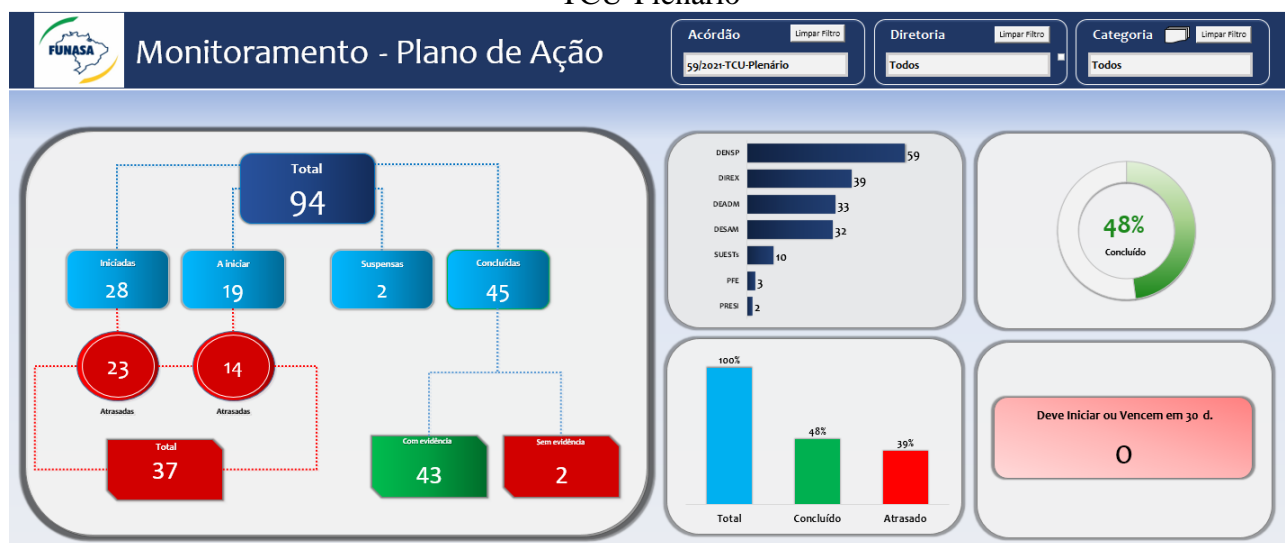 TCU-Plenário
FUNASA
Monitoramento - Plano de Ação
Acórdão
Limpar Filtro
59/2021-TCU-Plenário
Diretoria
Limpar Filtro
Todos
Categoria
Limpar Filtro
Todos
Total
94
Iniciadas
28
A iniciar
19
Suspensas
2
Concluídas
45
23
Atrasadas
14
Atrasadas
Total
37
Com evidência
43
Sem evidência
2
DENSP 59
DIREX 39
DEADM 33
DESAM 32
SUESTs 10
PFE 3
PRESI 2
48%
Concluído
100%
48%
39%
Total Concluído Atrasado
Deve Iniciar ou Vencem em 30 d.
0